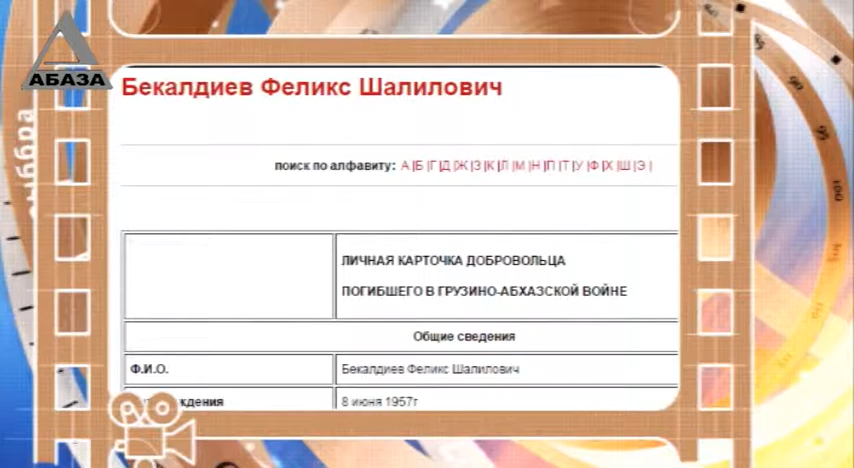 АБАЗА
Бекалдиев Феликс Шалилович
поиск по алфавиту: А |Б |Г |Д |Ж |З |К |Л |М |Н |П |Т |У |Ф |Х |Ш |Э |
ЛИЧНАЯ КАРТОЧКА ДОБРОВОЛЬЦА
ПОГИБШЕГО В ГРУЗИНО-АБХАЗСКОЙ ВОЙНЕ
Общие сведения
Ф.И.О.
Бекалдиев Феликс Шалилович
ждения
8 июня 1957г